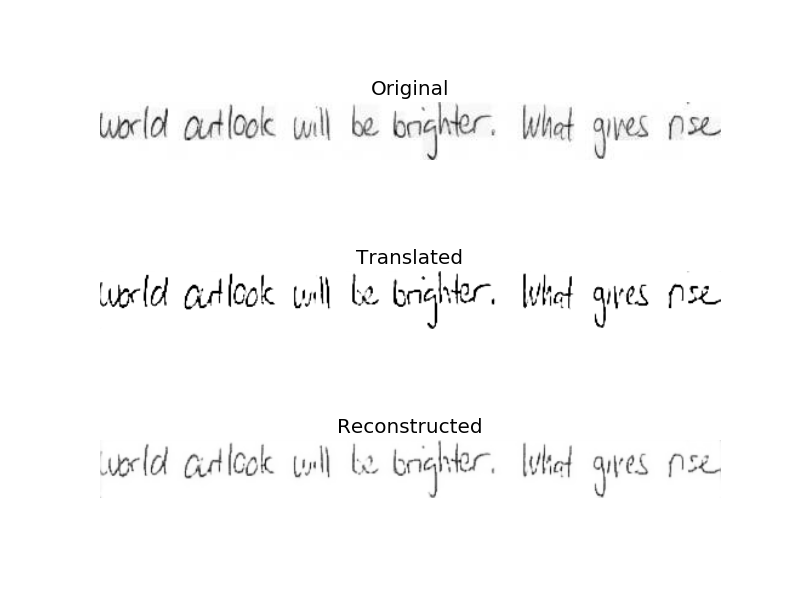 Original
world outlook will be brighter. What gives rise
Translated
world outlook will be brighter. What gives rise
Reconstructed
world outlook will be brighter. What gives rise